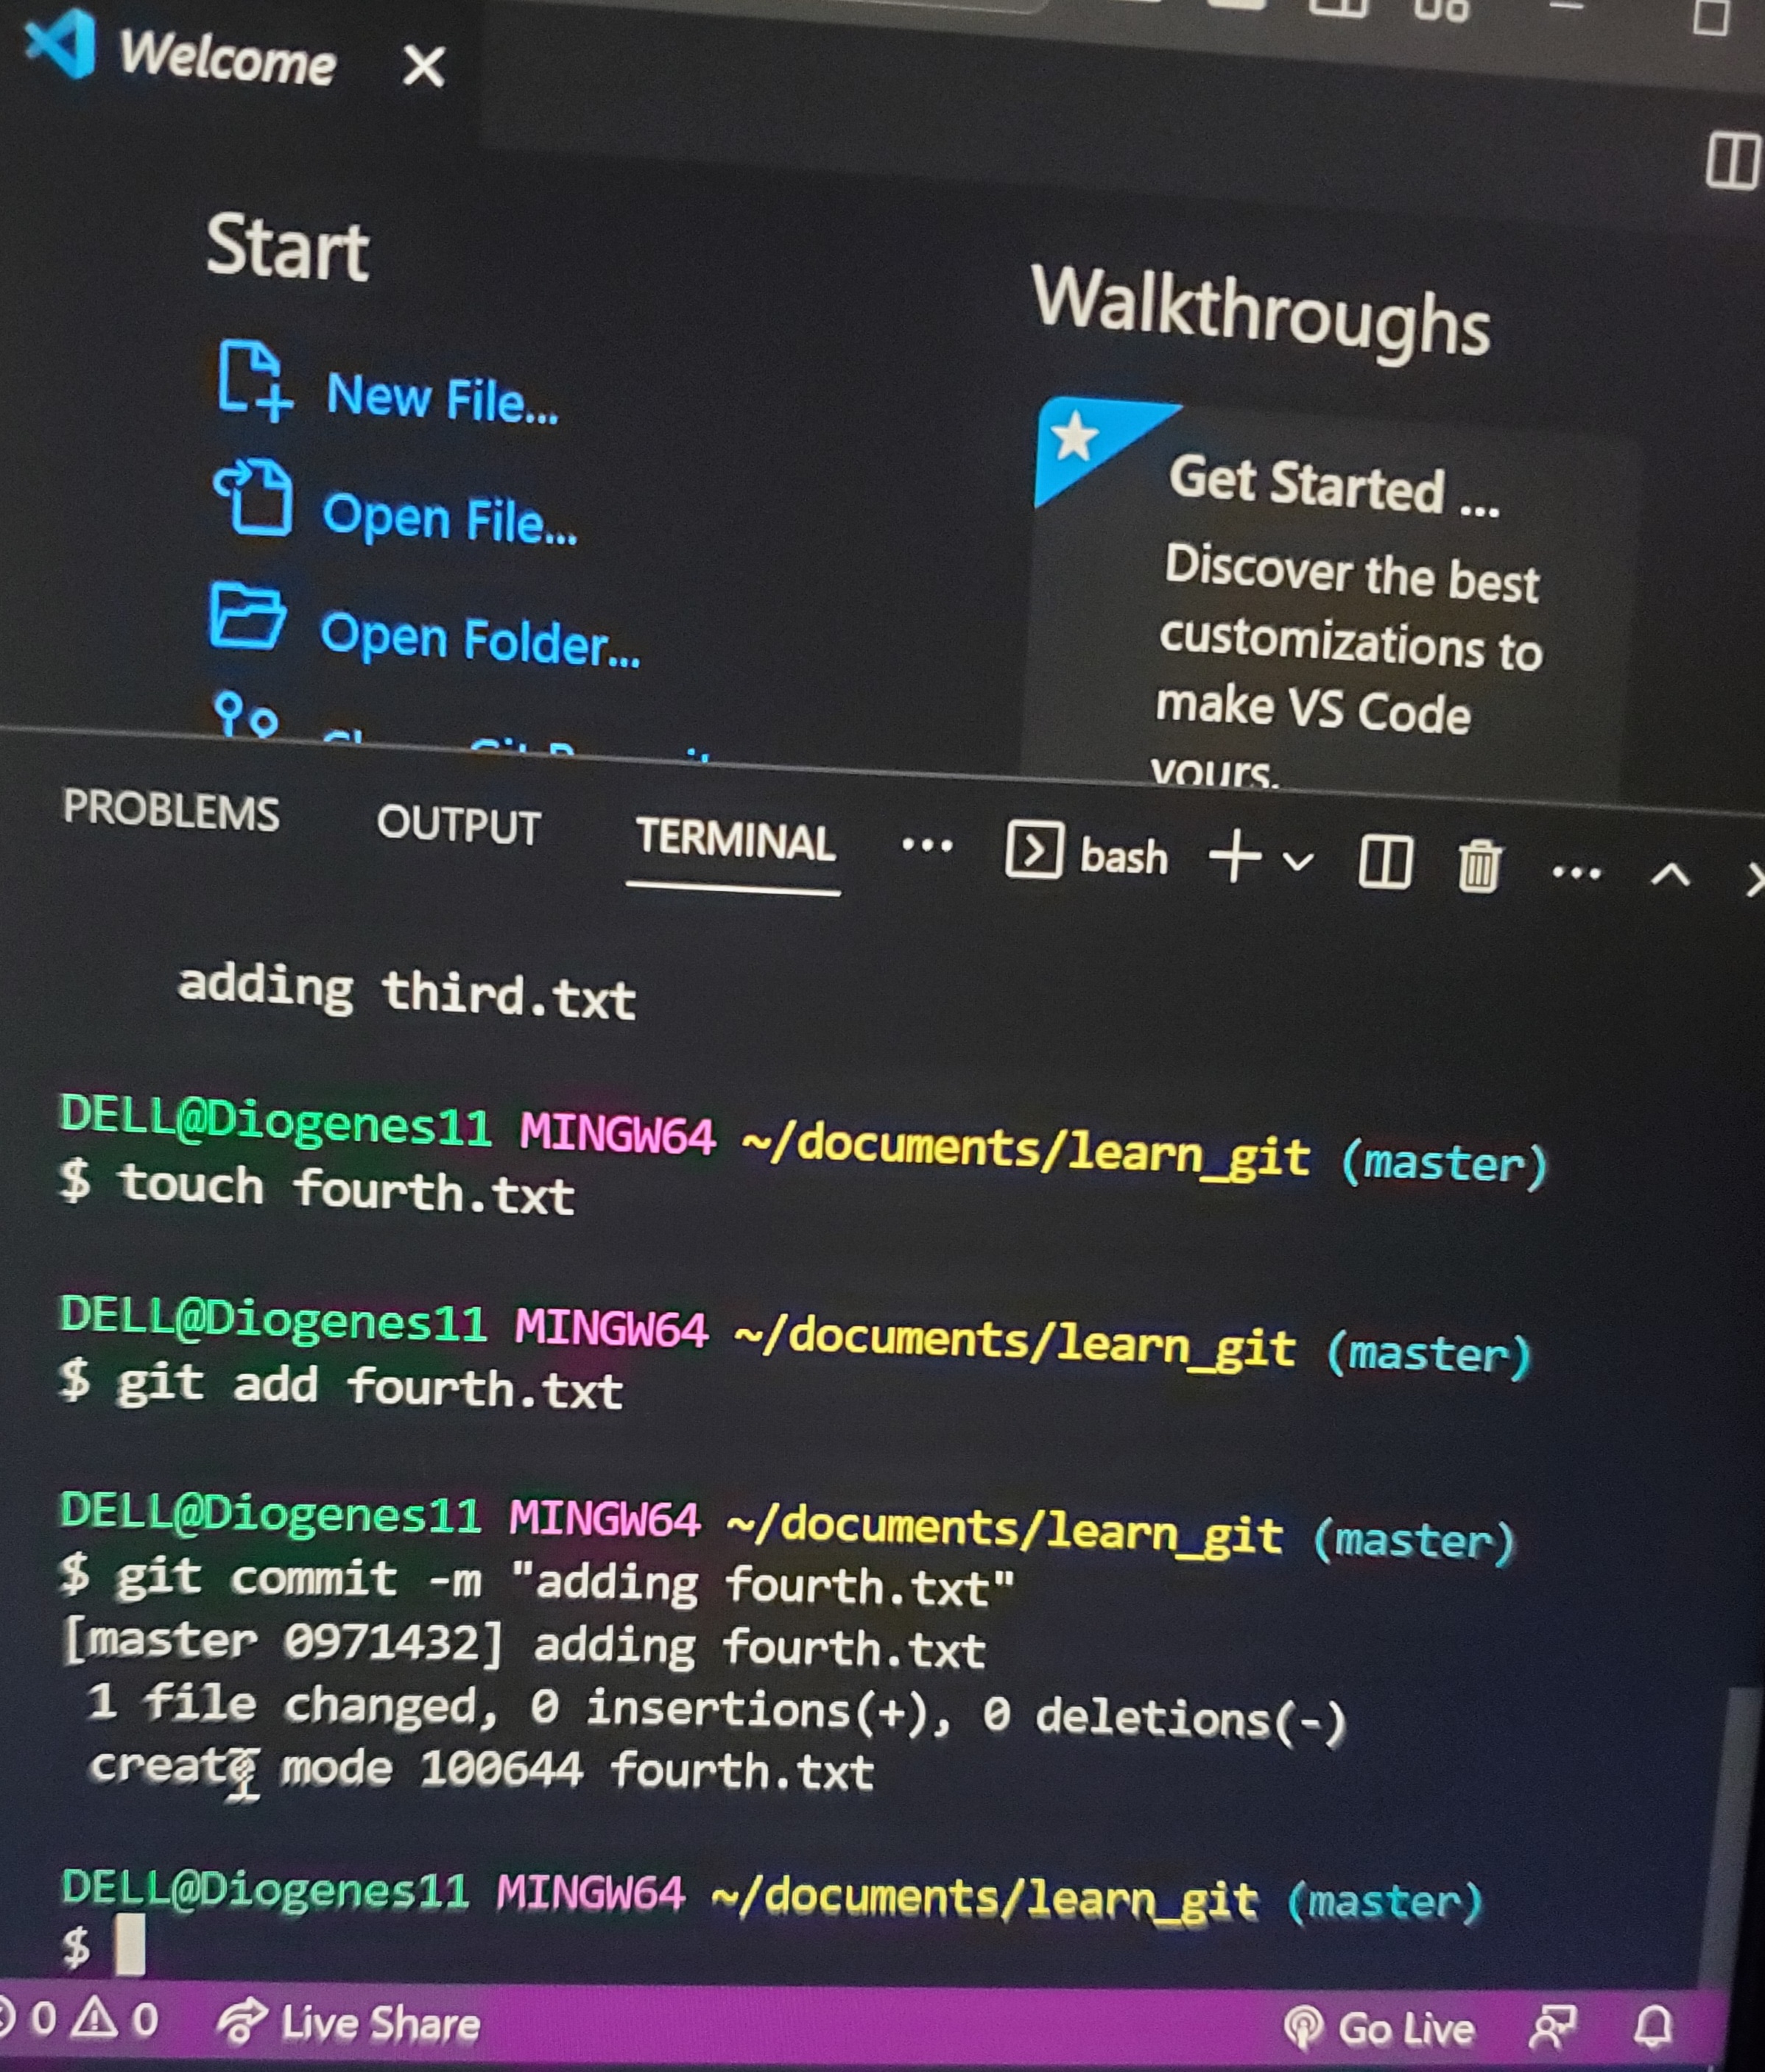 Welcome
Start
Walkthroughs
New File...
Get Started ...
Open File...
Discover the best
customizations to
Open Folder...
make VS Code
yours.
PROBLEMS OUTPUT TERMINAL ... bash
adding third.txt
DELL@Diogenes11 MINGW64 ~/documents/learn_git (master)
$ touch fourth.txt
DELL@Diogenes11 MINGW64 ~/documents/learn_git (master)
$ git add fourth.txt
DELL@Diogenes11 MINGW64 ~/documents/learn_git (master)
$ git commit -m "adding fourth.txt"
[master 0971432] adding fourth.txt
1 file changed, 0 insertions(+), 0 deletions(-)
create mode 100644 fourth.txt
DELL@Diogenes11 MINGW64 ~/documents/learn_git (master)
$
0 0 Live Share Go Live